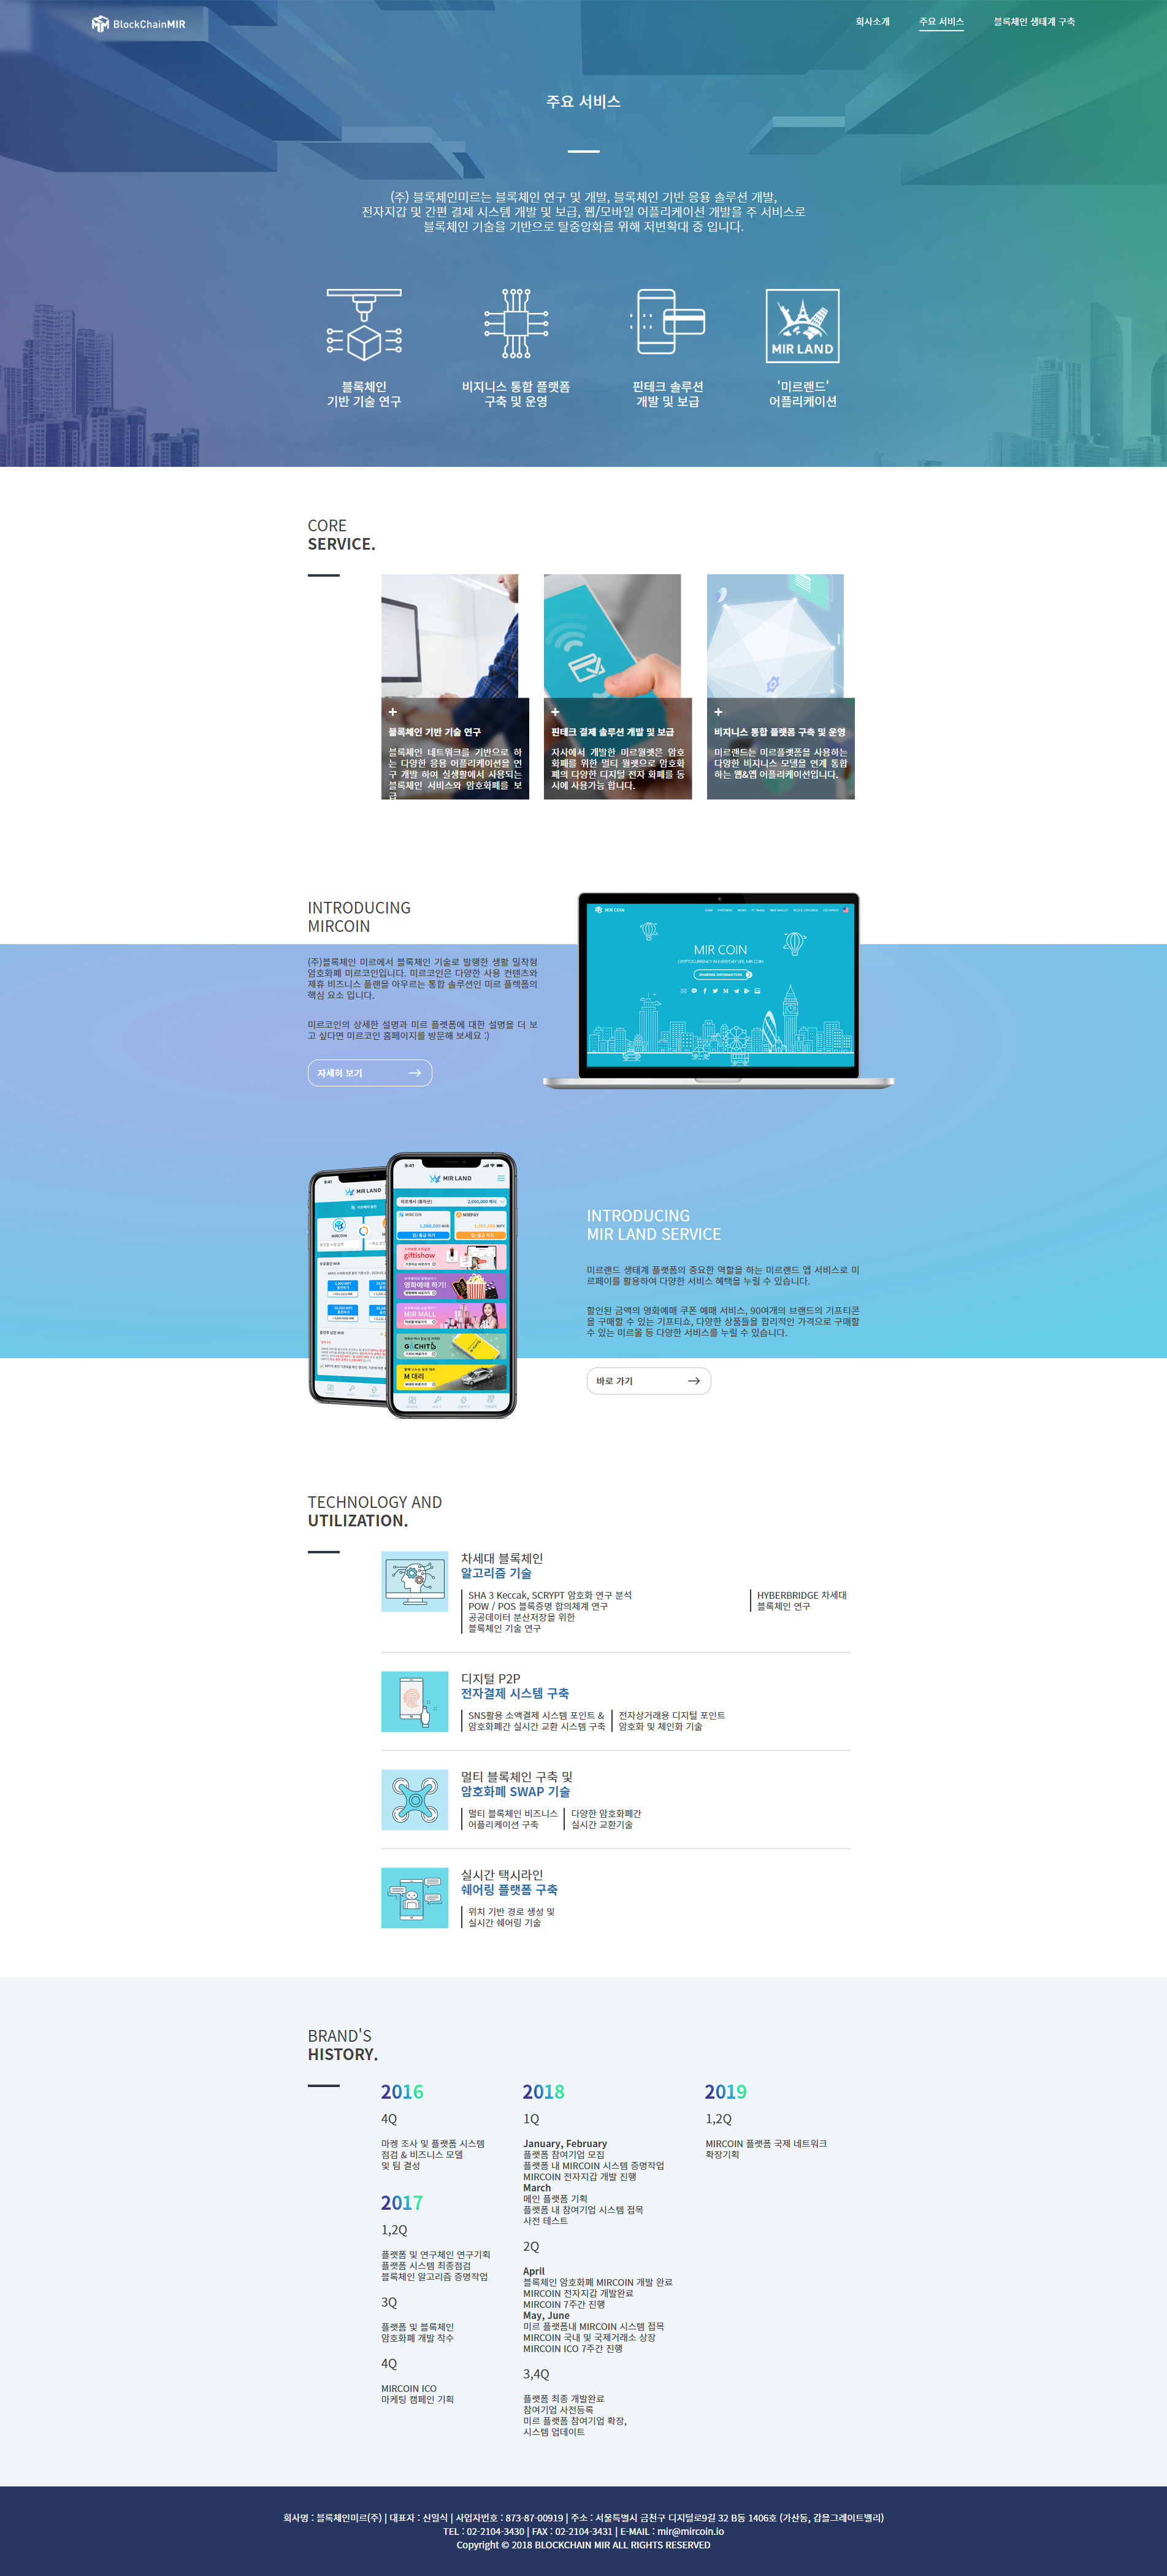 BlockChainMIR
회사소개
주요 서비스
블록체인 생태계 구축
주요 서비스
(주) 블록체인미르는 블록체인 연구 및 개발, 블록체인 기반 응용 솔루션 개발,
전자지갑 및 간편 결제 시스템 개발 및 보급, 웹/모바일 어플리케이션 개발을 주 서비스로
블록체인 기술을 기반으로 탈중앙화를 위해 저변확대 중 입니다.
MIR LAND
블록체인
기반 기술 연구
비지니스 통합 플랫폼
구축 및 운영
핀테크 솔루션
개발 및 보급
'미르랜드'
어플리케이션
CORE
SERVICE.
+
블록체인 기반 기술 연구
블록체인 네트워크를 기반으로 하
는 다양한 응용 어플리케이션을 연
구 개발 하여 실생활에서 사용되는
블록체인 서비스와 암호화폐를 보
급
+
핀테크 결제 솔루션 개발 및 보급
자사에서 개발한 미르월렛은 암호
화폐를 위한 멀티 월렛으로 암호화
폐의 다양한 디지털 전자 화폐를 동
시에 사용가능 합니다.
+
비지니스 통합 플랫폼 구축 및 운영
미르랜드는 미르플랫폼을 사용하는
다양한 비지니스 모델을 연계 통합
하는 웹&앱 어플리케이션입니다.
INTRODUCING
MIRCOIN
(주)블록체인 미르에서 블록체인 기술로 발행한 생활 밀착형
암호화폐 미르코인입니다. 미르코인은 다양한 사용 컨텐츠와
제휴 비즈니스 플랜을 아우르는 통합 솔루션인 미르 플렉폼의
핵심 요소 입니다.
미르코인의 상세한 설명과 미르 플렛폼에 대한 설명을 더 보
고 싶다면 미르코인 홈페이지를 방문해 보세요 :)
자세히 보기
MIR COIN
MIR COIN
CRYPTOCURRENCY IN EVERYDAY LIFE, MIR COIN
9:41
MIR LAND
MIRCOIN
9:41
MIR LAND
2,000,000 캐시
MIRCOIN
MIRPAY
1,000,000 MIR
1,000,000 MPV
giftishow
영화예매 하기!
MIR MALL
M 대리
INTRODUCING
MIR LAND SERVICE
미르랜드 생태계 플랫폼의 중요한 역할을 하는 미르랜드 앱 서비스로 미
르페이를 활용하여 다양한 서비스 혜택을 누릴 수 있습니다.
할인된 금액의 영화예매 쿠폰 예매 서비스, 90여개의 브랜드의 기프티콘
을 구매할 수 있는 기프티쇼, 다양한 상품들을 합리적인 가격으로 구매할
수 있는 미르몰 등 다양한 서비스를 누릴 수 있습니다.
바로 가기
TECHNOLOGY AND
UTILIZATION.
차세대 블록체인
알고리즘 기술
SHA 3 Keccak, SCRYPT 암호화 연구 분석
POW / POS 블록증명 합의체계 연구
공공데이터 분산저장을 위한
블록체인 기술 연구
HYBERBRIDGE 차세대
블록체인 연구
디지털 P2P
전자결제 시스템 구축
SNS활용 소액결제 시스템 포인트 &
암호화폐간 실시간 교환 시스템 구축
전자상거래용 디지털 포인트
암호화 및 체인화 기술
멀티 블록체인 구축 및
암호화폐 SWAP 기술
멀티 블록체인 비즈니스
어플리케이션 구축
다양한 암호화폐간
실시간 교환기술
실시간 택시라인
쉐어링 플랫폼 구축
위치 기반 경로 생성 및
실시간 쉐어링 기술
BRAND'S
HISTORY.
2016
4Q
마켓 조사 및 플랫폼 시스템
점검 & 비즈니스 모델
및 팀 결성
2017
1,2Q
플랫폼 및 연구체인 연구기획
플랫폼 시스템 최종점검
블록체인 알고리즘 증명작업
3Q
플랫폼 및 블록체인
암호화폐 개발 착수
4Q
MIRCOIN ICO
마케팅 캠페인 기획
2018
1Q
January, February
플랫폼 참여기업 모집
플랫폼 내 MIRCOIN 시스템 증명작업
MIRCOIN 전자지갑 개발 진행
March
메인 플랫폼 기획
플랫폼 내 참여기업 시스템 접목
사전 테스트
2Q
April
블록체인 암호화폐 MIRCOIN 개발 완료
MIRCOIN 전자지갑 개발완료
MIRCOIN 7주간 진행
May, June
미르 플랫폼내 MIRCOIN 시스템 접목
MIRCOIN 국내 및 국제거래소 상장
MIRCOIN ICO 7주간 진행
3,4Q
플랫폼 최종 개발완료
참여기업 사전등록
미르 플랫폼 참여기업 확장,
시스템 업데이트
2019
1,2Q
MIRCOIN 플랫폼 국제 네트워크
확장기획
회사명 : 블록체인미르(주) | 대표자 : 신일식 | 사업자번호 : 873-87-00919 | 주소 : 서울특별시 금천구 디지털로9길 32 B동 1406호 (가산동, 갑을그레이트밸리)
TEL : 02-2104-3430 | FAX : 02-2104-3431 | E-MAIL : mir@mircoin.io
Copyright © 2018 BLOCKCHAIN MIR ALL RIGHTS RESERVED